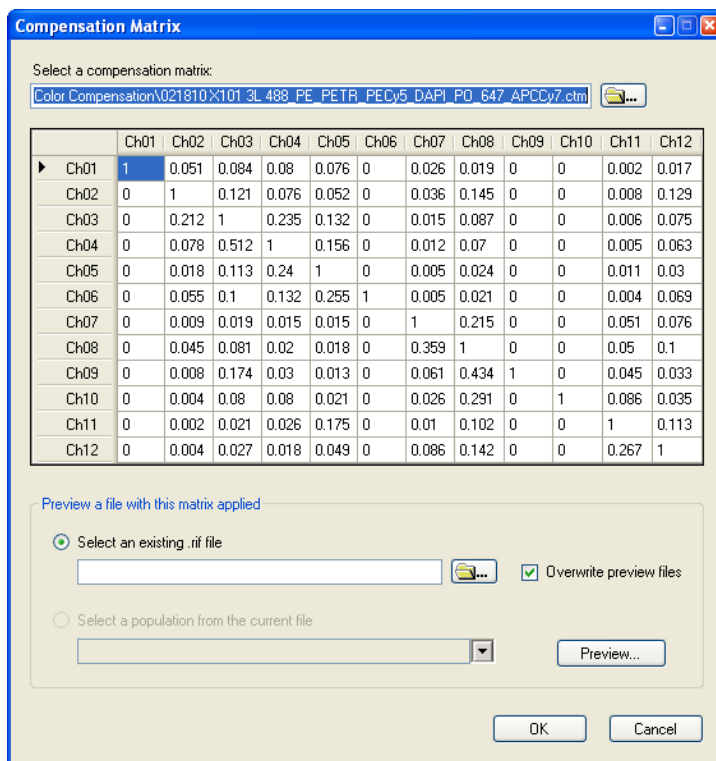 Compensation Matrix
Select a compensation matrix:
Color Compensation\021810 X101 3L 488_PE_PETR_PECy5_DAPI_PO_647_APCCy7.ctm
Ch01 Ch02 Ch03 Ch04 Ch05 Ch06 Ch07 Ch08 Ch09 Ch10 Ch11 Ch12
Ch01 1 0.051 0.084 0.08 0.076 0 0.026 0.019 0 0 0.002 0.017
Ch02 0 1 0.121 0.076 0.052 0 0.036 0.145 0 0 0.008 0.129
Ch03 0 0.212 1 0.235 0.132 0 0.015 0.087 0 0 0.006 0.075
Ch04 0 0.078 0.512 1 0.156 0 0.012 0.07 0 0 0.005 0.063
Ch05 0 0.018 0.113 0.24 1 0 0.005 0.024 0 0 0.011 0.03
Ch06 0 0.055 0.1 0.132 0.255 1 0.005 0.021 0 0 0.004 0.069
Ch07 0 0.009 0.019 0.015 0.015 0 1 0.215 0 0 0.051 0.076
Ch08 0 0.045 0.081 0.02 0.018 0 0.359 1 0 0 0.05 0.1
Ch09 0 0.008 0.174 0.03 0.013 0 0.061 0.434 1 0 0.045 0.033
Ch10 0 0.004 0.08 0.08 0.021 0 0.026 0.291 0 1 0.086 0.035
Ch11 0 0.002 0.021 0.026 0.175 0 0.01 0.102 0 0 1 0.113
Ch12 0 0.004 0.027 0.018 0.049 0 0.086 0.142 0 0 0.267 1
Preview a file with this matrix applied
Select an existing .rif file
... Overwrite preview files
Select a population from the current file
Preview...
OK Cancel